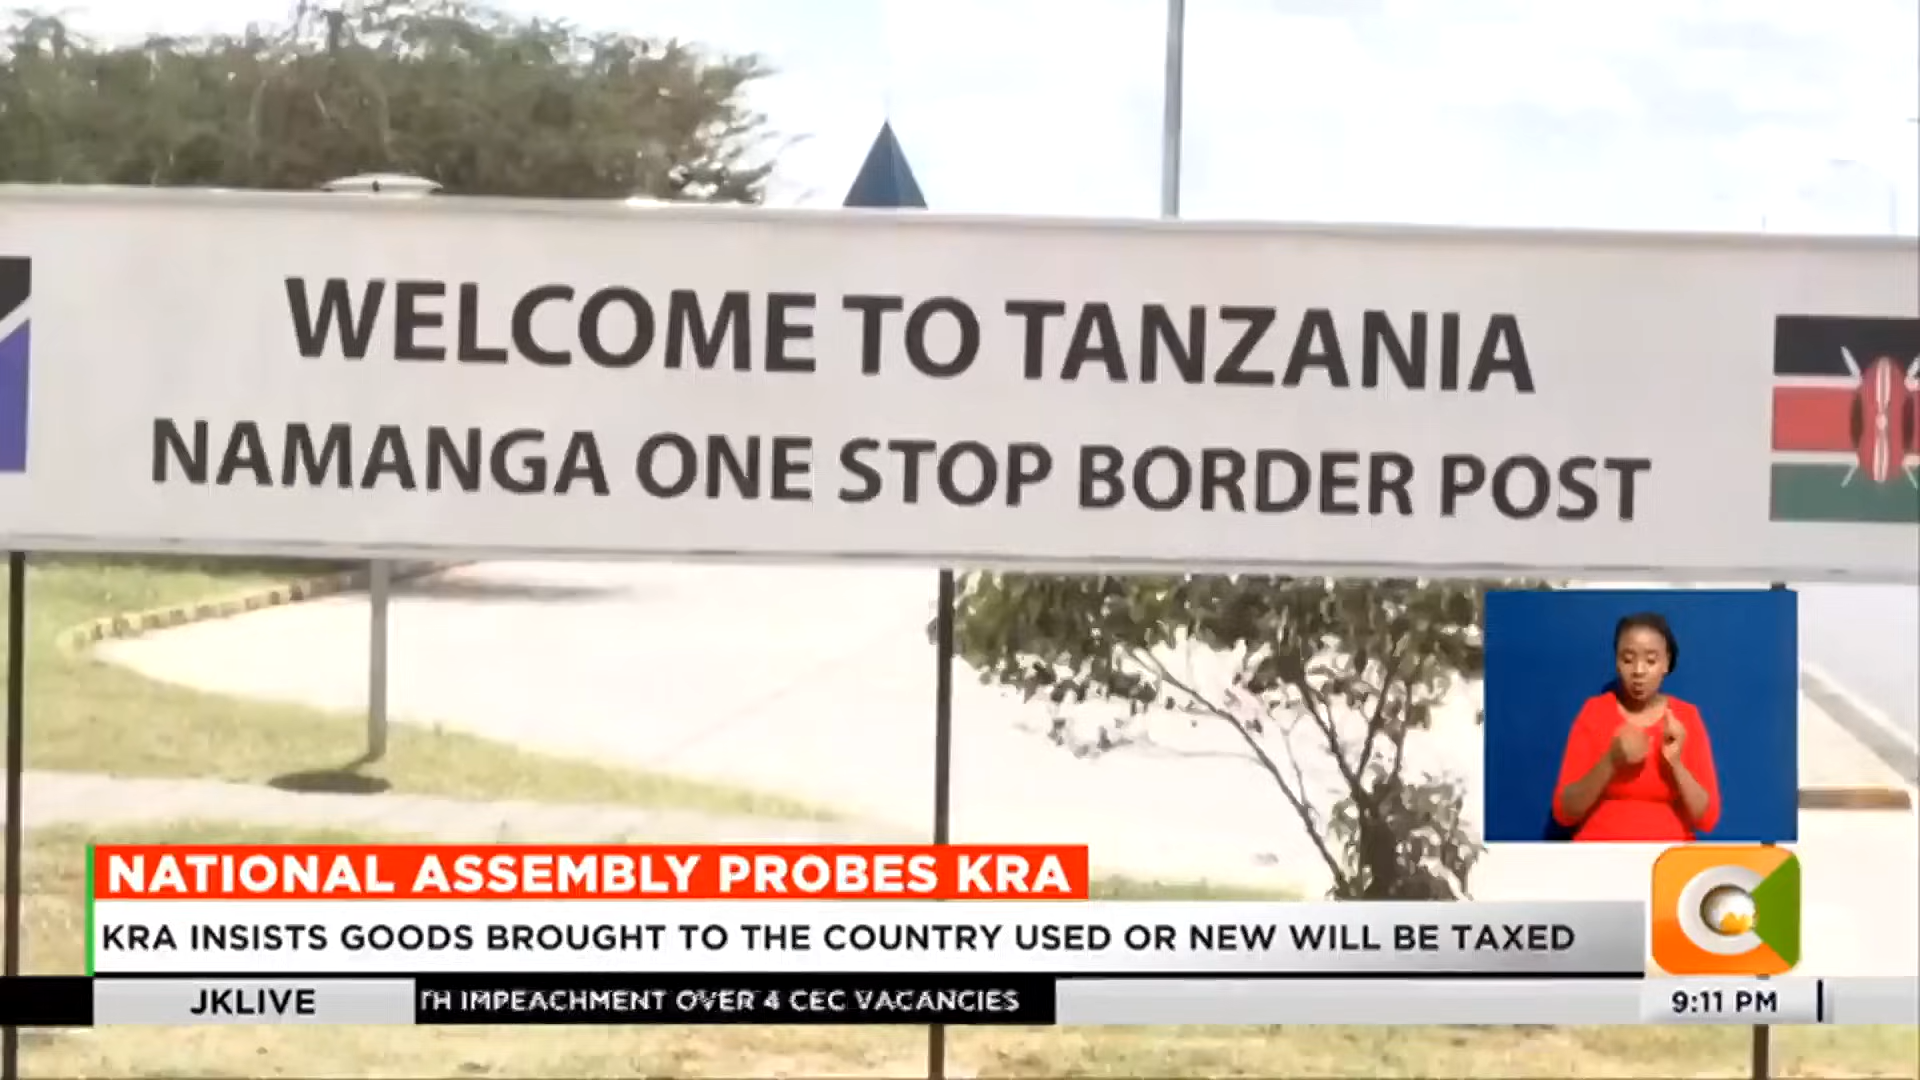 WELCOME TO TANZANIA
NAMANGA ONE STOP BORDER POST
NATIONAL ASSEMBLY PROBES KRA
KRA INSISTS GOODS BROUGHT TO THE COUNTRY USED OR NEW WILL BE TAXED
JKLIVE
IMPEACHMENT OVER 4 CEC VACANCIES
9:11 PM